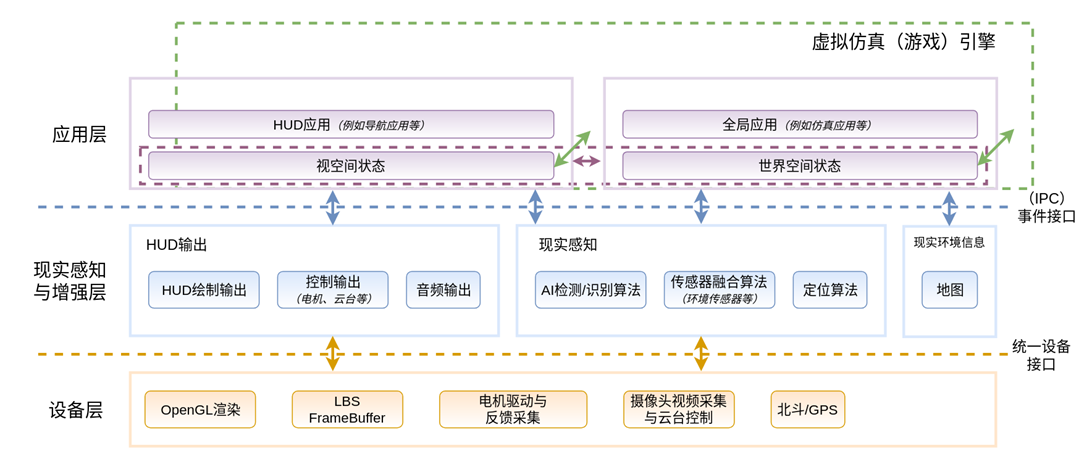 虚拟仿真（游戏）引擎
应用层
HUD应用（例如导航应用等）
全局应用（例如仿真应用等）
视空间状态
世界空间状态
（IPC）
事件接口
现实感知
与增强层
HUD输出
HUD绘制输出
控制输出
（电机、云台等）
音频输出
现实感知
AI检测/识别算法
传感器融合算法
（环境传感器等）
定位算法
现实环境信息
地图
统一设备
接口
设备层
OpenGL渲染
LBS
FrameBuffer
电机驱动与
反馈采集
摄像头视频采集
与云台控制
北斗/GPS